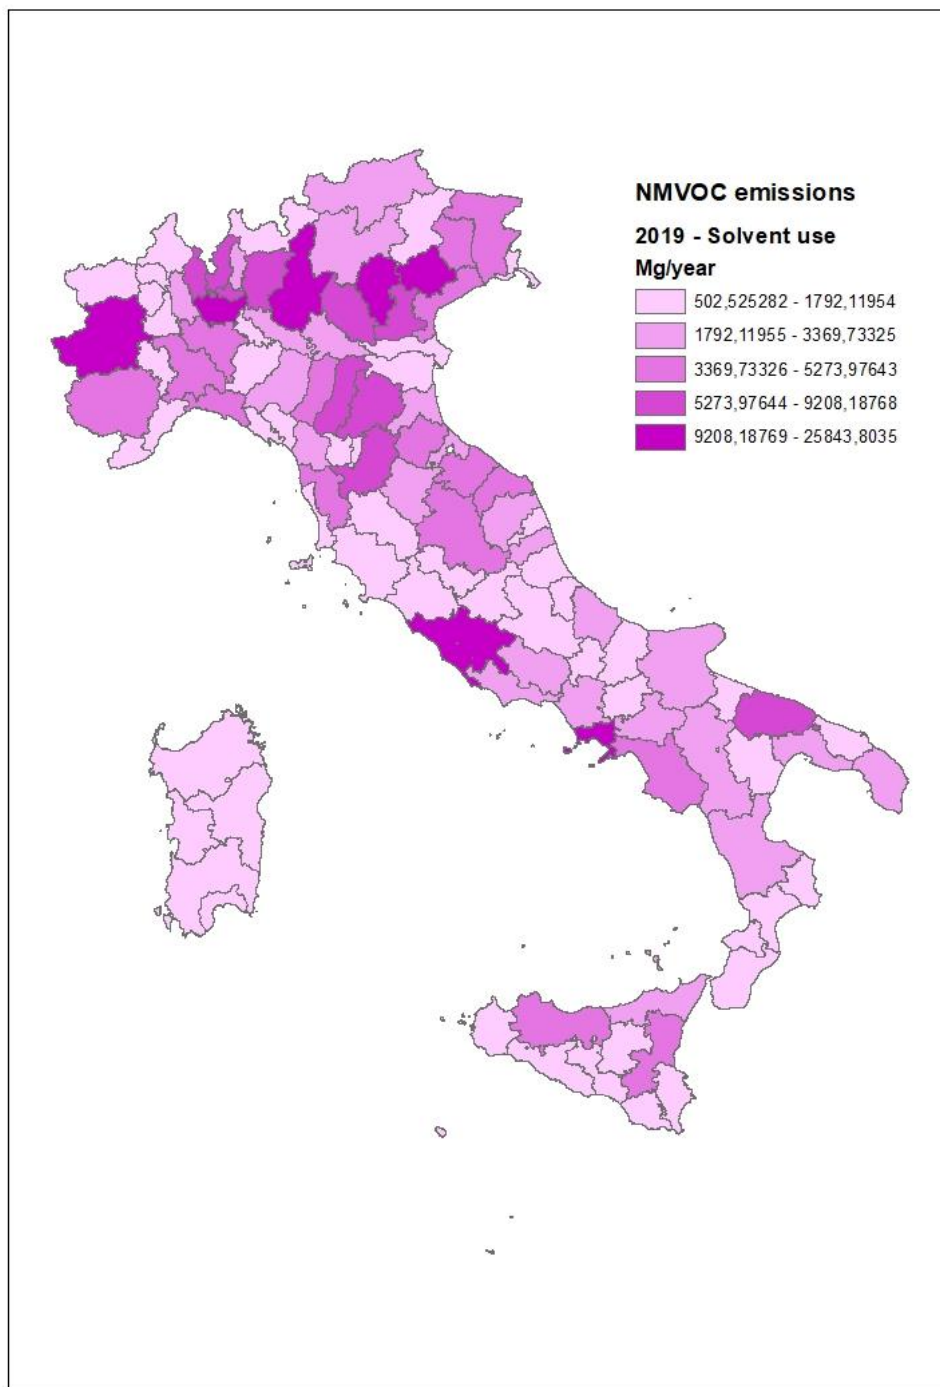 NMVOC emissions
2019 - Solvent use
Mg/year
502,525282 - 1792,11954
1792,11955 - 3369,73325
3369,73326 - 5273,97643
5273,97644 - 9208,18768
9208,18769 - 25843,8035